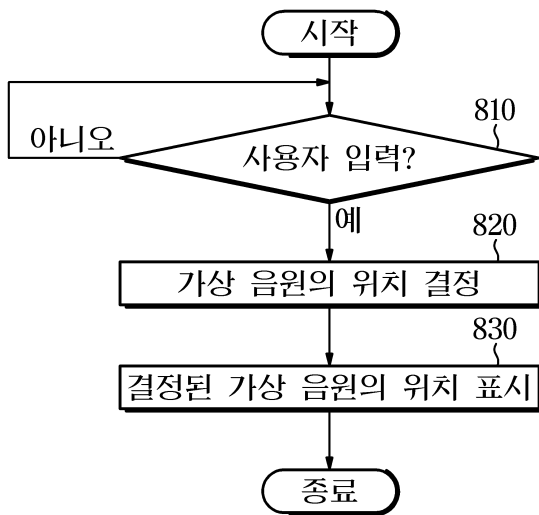 시작
810
아니오
사용자 입력?
예
820
가상 음원의 위치 결정
830
결정된 가상 음원의 위치 표시
종료